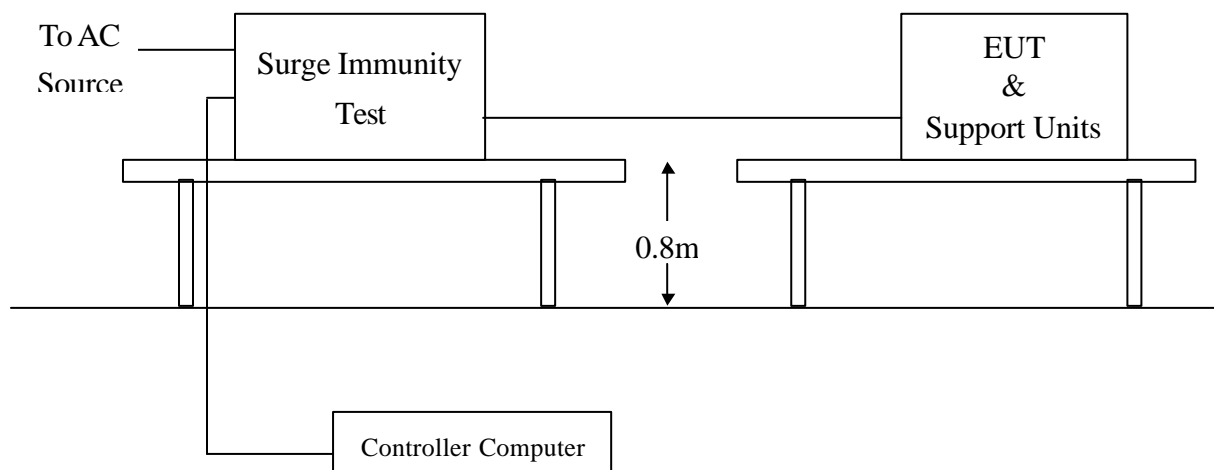 To AC
Source
Surge Immunity
Test
EUT
&
Support Units
0.8m
Controller Computer